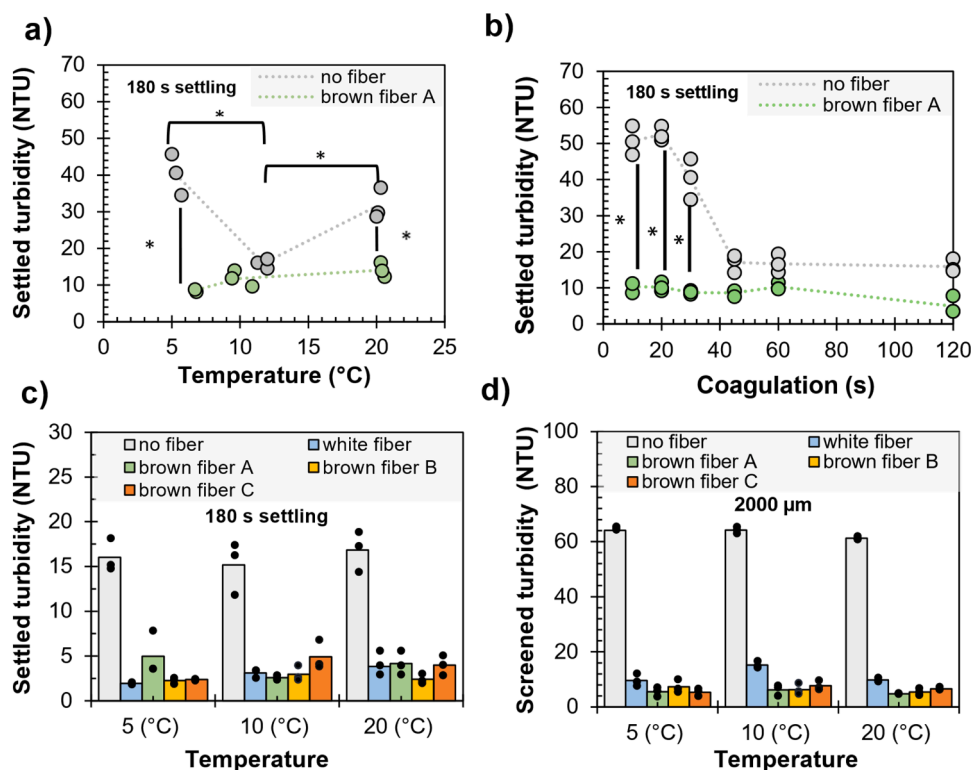 a)
Settled turbidity (NTU)
70
60
50
40
30
20
10
0
180 s settling
no fiber
brown fiber A
*
*
*
*
0
5
10
15
20
25
Temperature (°C)
b)
Settled turbidity (NTU)
70
60
50
40
30
20
10
0
180 s settling
no fiber
brown fiber A
*
*
*
0
20
40
60
80
100
120
Coagulation (s)
c)
Settled turbidity (NTU)
30
25
20
15
10
5
0
no fiber
white fiber
brown fiber A
brown fiber B
brown fiber C
180 s settling
5 (°C)
10 (°C)
20 (°C)
Temperature
d)
Screened turbidity (NTU)
100
80
60
40
20
0
no fiber
white fiber
brown fiber A
brown fiber B
brown fiber C
2000 µm
5 (°C)
10 (°C)
20 (°C)
Temperature